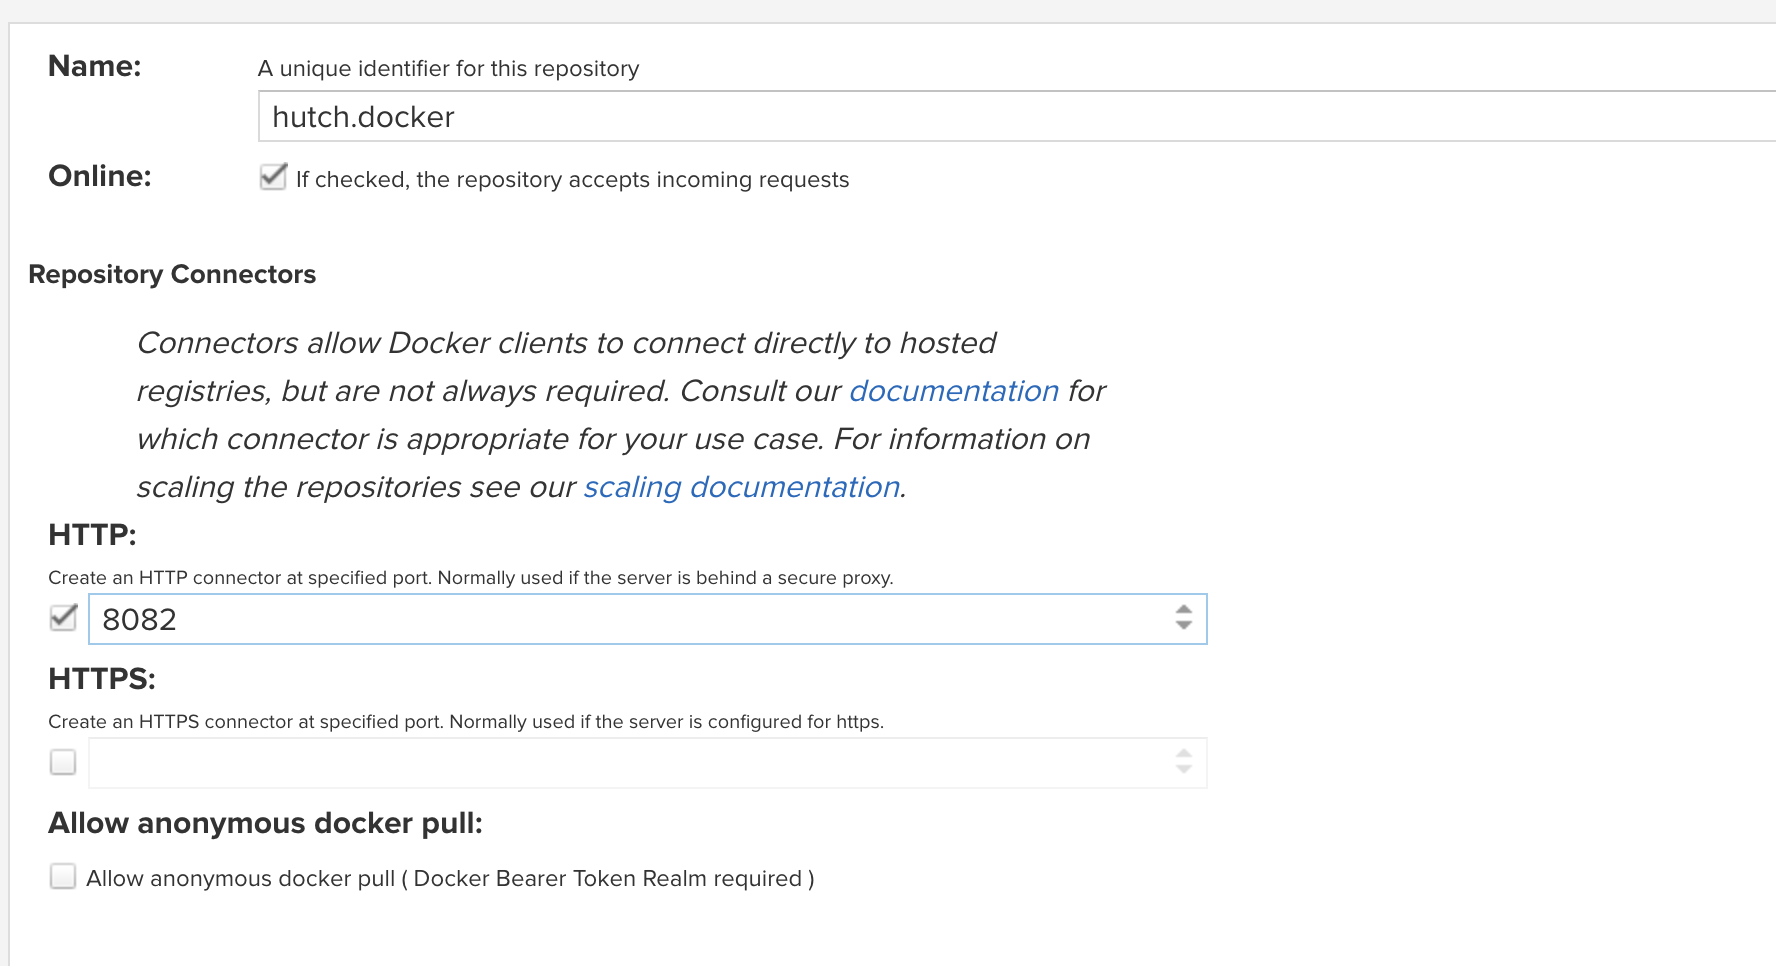 Name:
A unique identifier for this repository
hutch.docker
Online:
If checked, the repository accepts incoming requests
Repository Connectors
Connectors allow Docker clients to connect directly to hosted
registries, but are not always required. Consult our documentation for
which connector is appropriate for your use case. For information on
scaling the repositories see our scaling documentation.
HTTP:
Create an HTTP connector at specified port. Normally used if the server is behind a secure proxy.
8082
HTTPS:
Create an HTTPS connector at specified port. Normally used if the server is configured for https.
Allow anonymous docker pull:
Allow anonymous docker pull ( Docker Bearer Token Realm required )